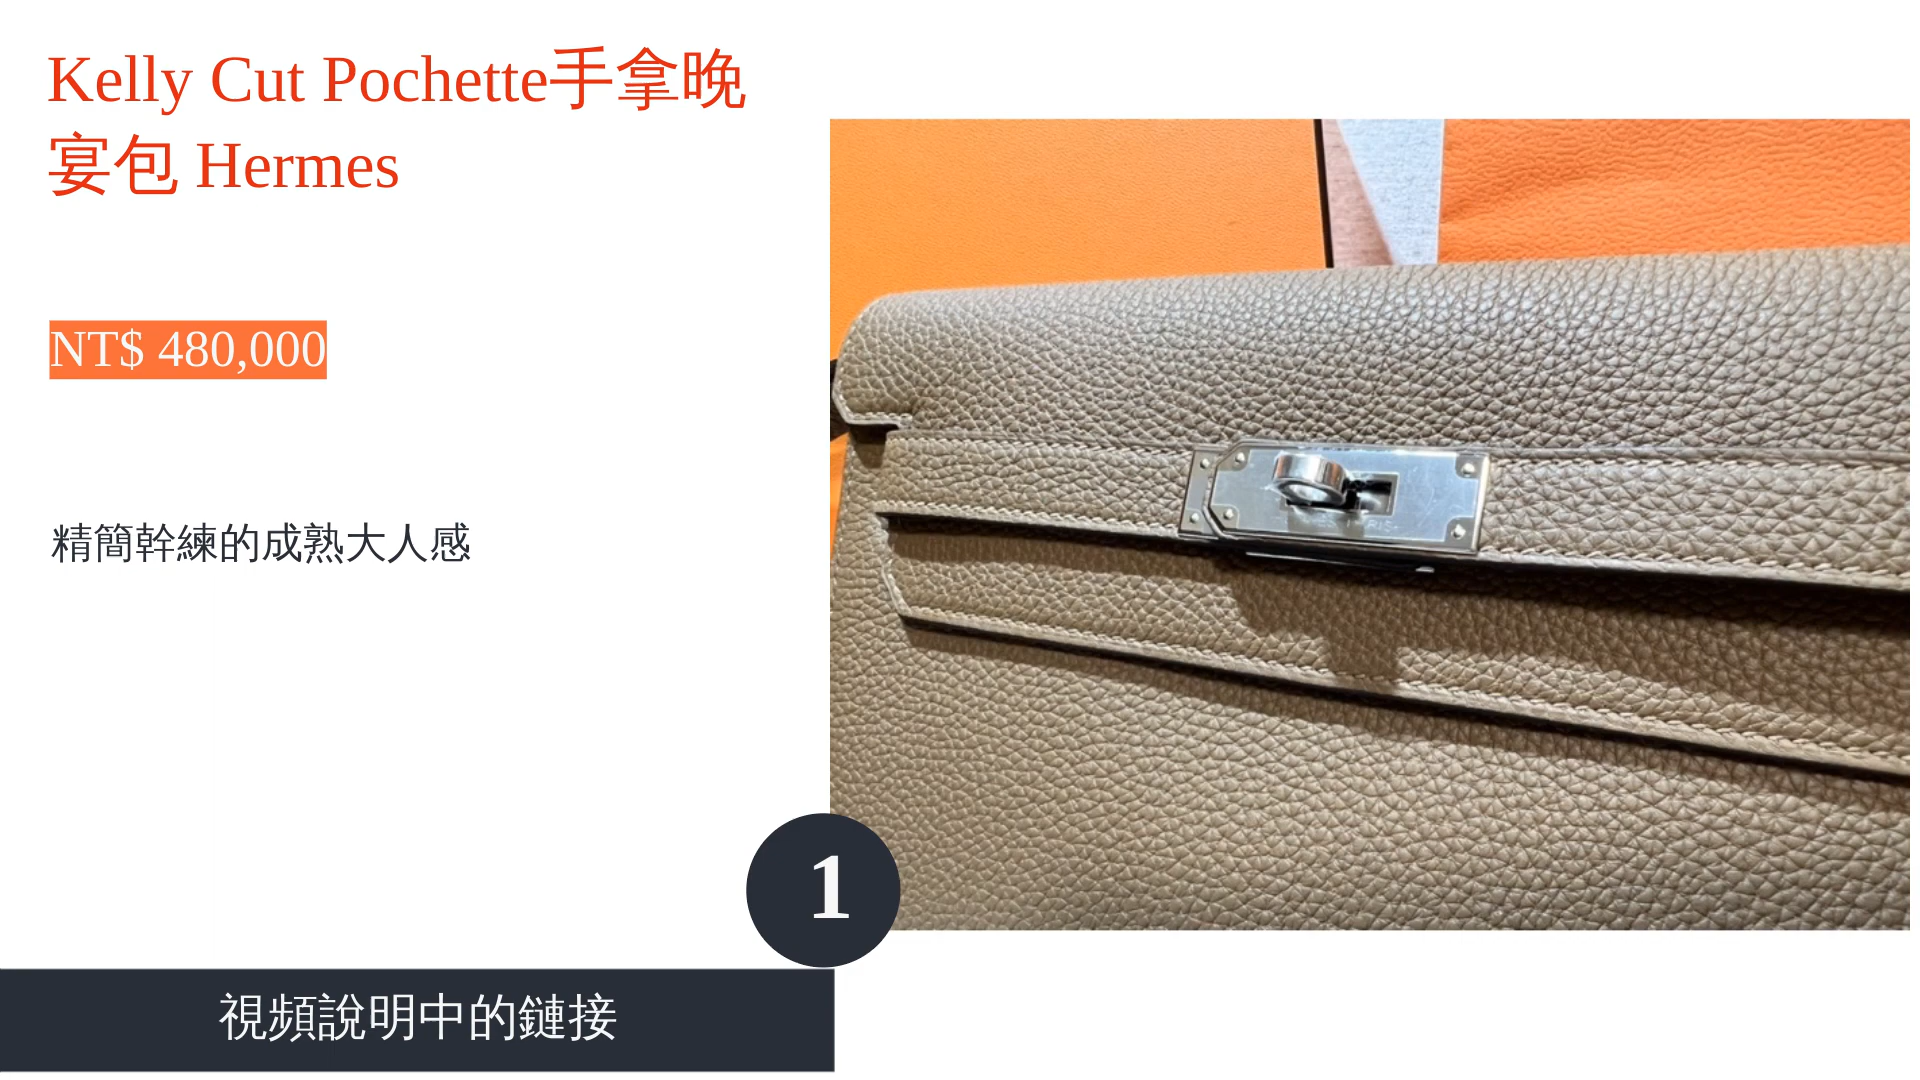 Kelly Cut Pochette手拿晚
宴包 Hermes
NT$ 480,000
精簡幹練的成熟大人感
1
視頻說明中的鏈接